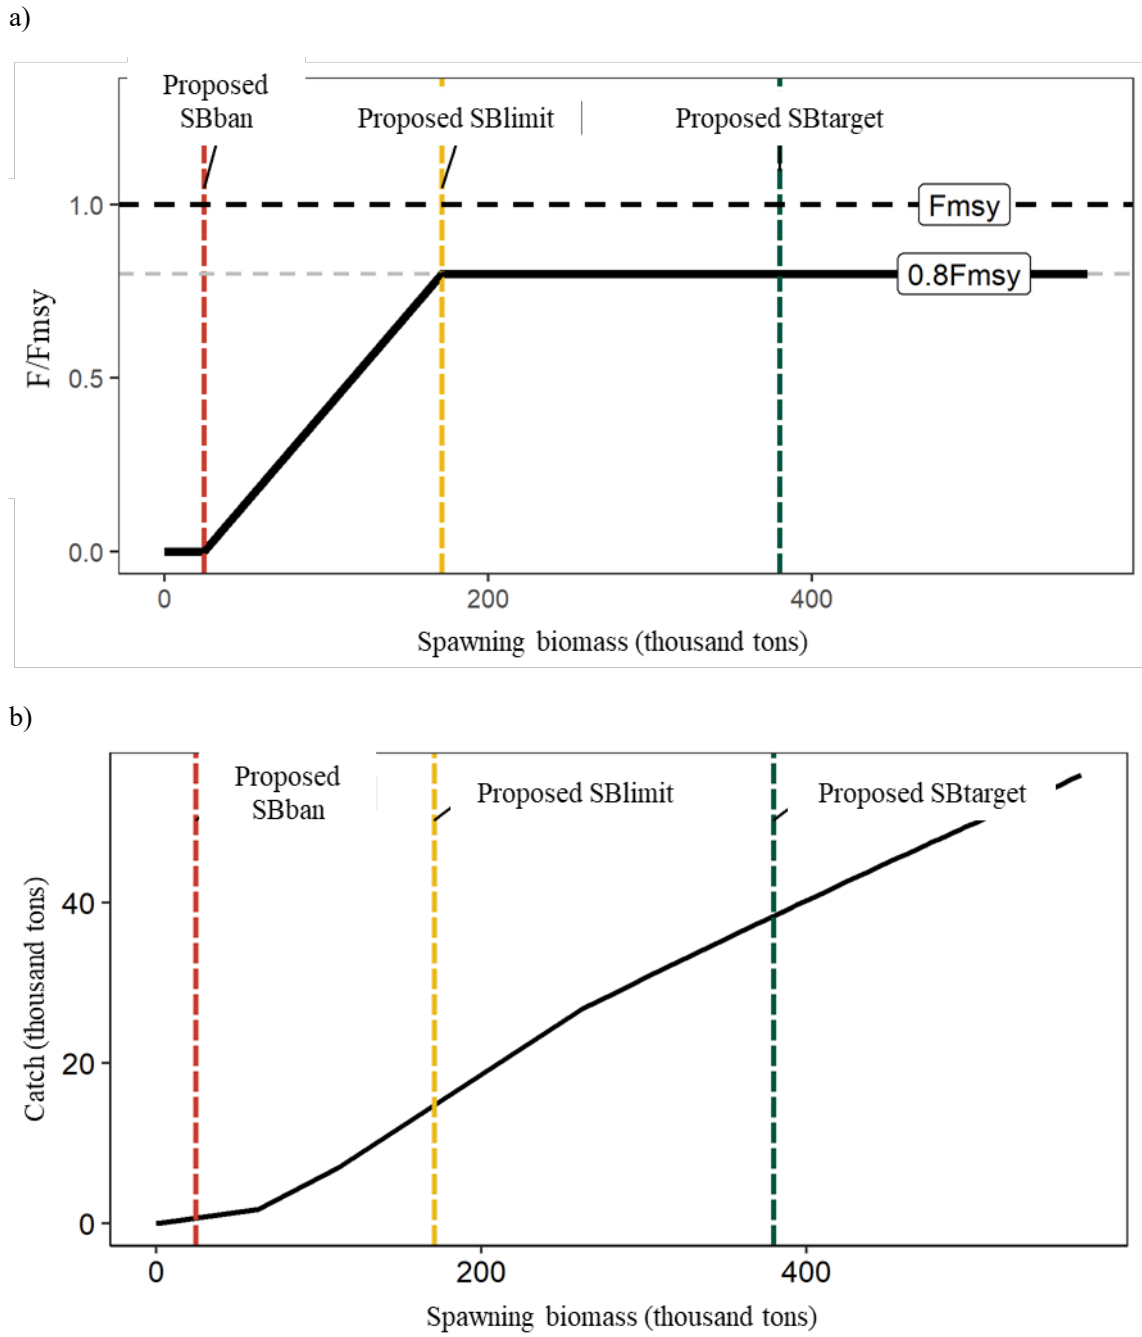 a)
Proposed
SBban
Proposed SBlimit
Proposed SBtarget
1.0
Fmsy
0.8Fmsy
F/Fmsy
0.5
0.0
0
200
400
Spawning biomass (thousand tons)
b)
Proposed
SBban
Proposed SBlimit
Proposed SBtarget
Catch (thousand tons)
40
20
0
0
200
400
Spawning biomass (thousand tons)